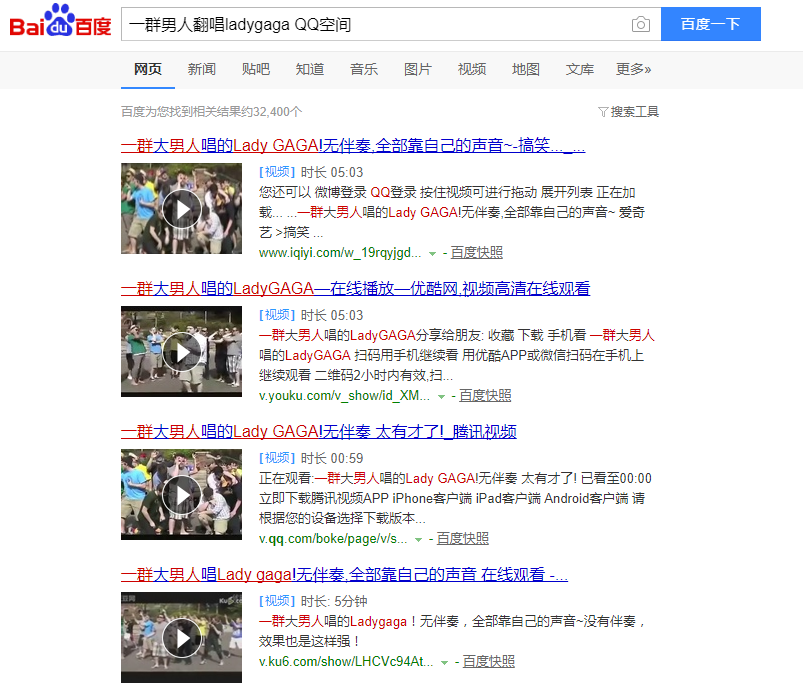 Bai du 百度
一群男人翻唱ladygaga QQ空间
百度一下
网页 新闻 贴吧 知道 音乐 图片 视频 地图 文库 更多»
百度为您找到相关结果约32,400个
搜索工具
一群大男人唱的Lady GAGA!无伴奏,全部靠自己的声音~-搞笑..._...
[视频] 时长 05:03
您还可以 微博登录 QQ登录 按住视频可进行拖动 展开列表 正在加
载... ...一群大男人唱的Lady GAGA!无伴奏,全部靠自己的声音~ 爱奇
艺 >搞笑 ...
www.iqiyi.com/w_19rqyjgd... - 百度快照
一群大男人唱的LadyGAGA—在线播放—优酷网,视频高清在线观看
[视频] 时长 05:03
一群大男人唱的LadyGAGA分享给朋友: 收藏 下载 手机看 一群大男人
唱的LadyGAGA 扫码用手机继续看 用优酷APP或微信扫码在手机上
继续观看 二维码2小时内有效,扫...
v.youku.com/v_show/id_XM... - 百度快照
一群大男人唱的Lady GAGA!无伴奏 太有才了!_腾讯视频
[视频] 时长 00:59
正在观看:一群大男人唱的Lady GAGA!无伴奏 太有才了! 已看至00:00
立即下载腾讯视频APP iPhone客户端 iPad客户端 Android客户端 请
根据您的设备选择下载版本...
v.qq.com/boke/page/v/s... - 百度快照
一群大男人唱Lady gaga!无伴奏,全部靠自己的声音 在线观看 -...
[视频] 时长: 5分钟
一群大男人唱的Ladygaga！无伴奏，全部靠自己的声音~没有伴奏，
效果也是这样强！
v.ku6.com/show/LHCVc94At... - 百度快照